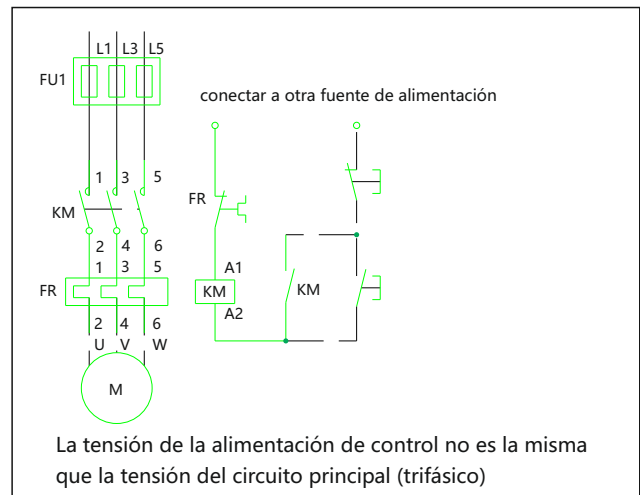 L1 L3 L5
FU1
conectar a otra fuente de alimentación
1 3 5
KM
FR
2 4 6
1 3 5
A1
KM
KM
FR
A2
2 4 6
U V W
M
La tensión de la alimentación de control no es la misma
que la tensión del circuito principal (trifásico)